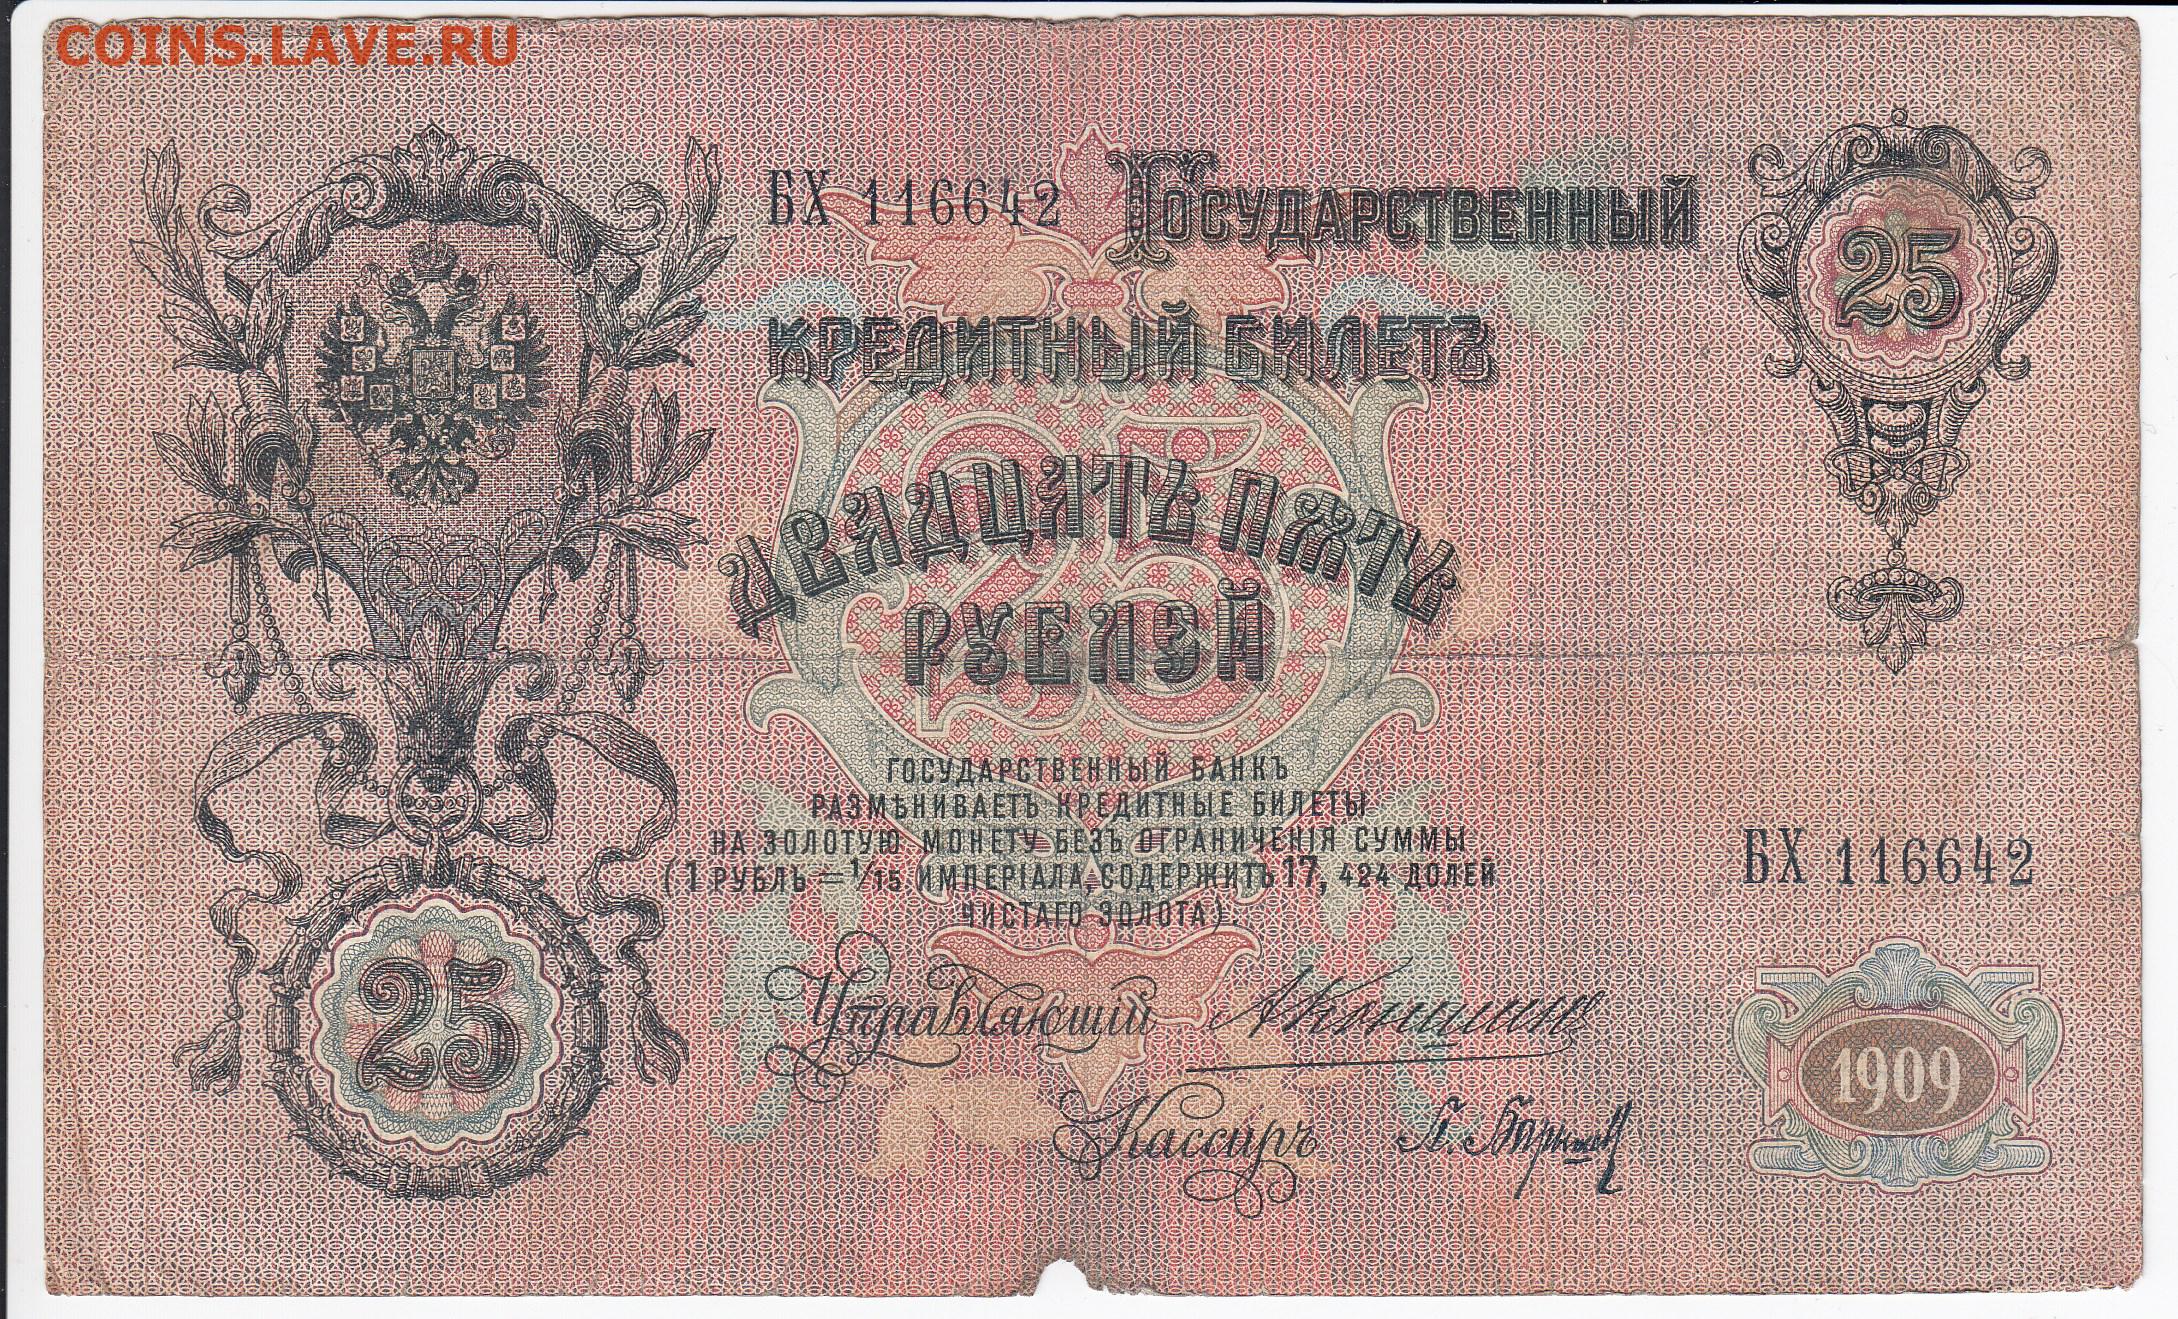 COINS.LAVE.RU
БХ 116642 ГОСУДАРСТВЕННЫЙ
25
КРЕДИТНЫЙ БИЛЕТЪ
25
ДВАДЦАТЬ ПЯТЬ
РУБЛЕЙ
ГОСУДАРСТВЕННЫЙ БАНКЪ
РАЗМѢНИВАЕТЪ КРЕДИТНЫЕ БИЛЕТЫ
НА ЗОЛОТУЮ МОНЕТУ БЕЗЪ ОГРАНИЧЕНІЯ СУММЫ
(1 РУБЛЬ = 1/15 ИМПЕРІАЛА, СОДЕРЖИТЪ 17, 424 ДОЛЕЙ
ЧИСТАГО ЗОЛОТА).
БХ 116642
25
Управляющій АКоншинъ
1909
Кассиръ